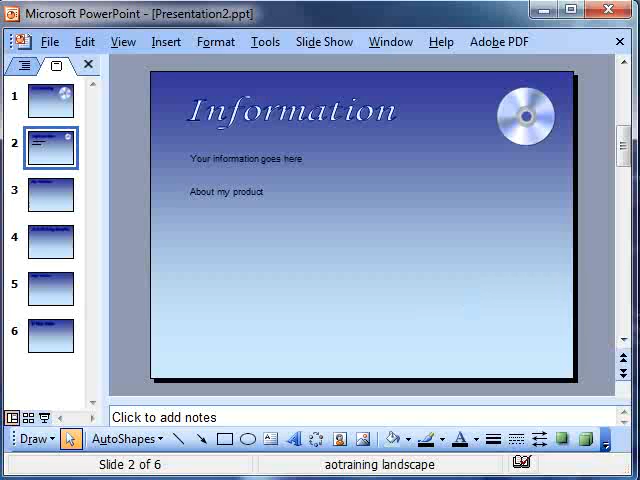 Microsoft PowerPoint - [Presentation2.ppt]
File Edit View Insert Format Tools Slide Show Window Help Adobe PDF
1
2
3
4
5
6
Information
Your information goes here
About my product
Click to add notes
Draw AutoShapes
Slide 2 of 6 aotraining landscape